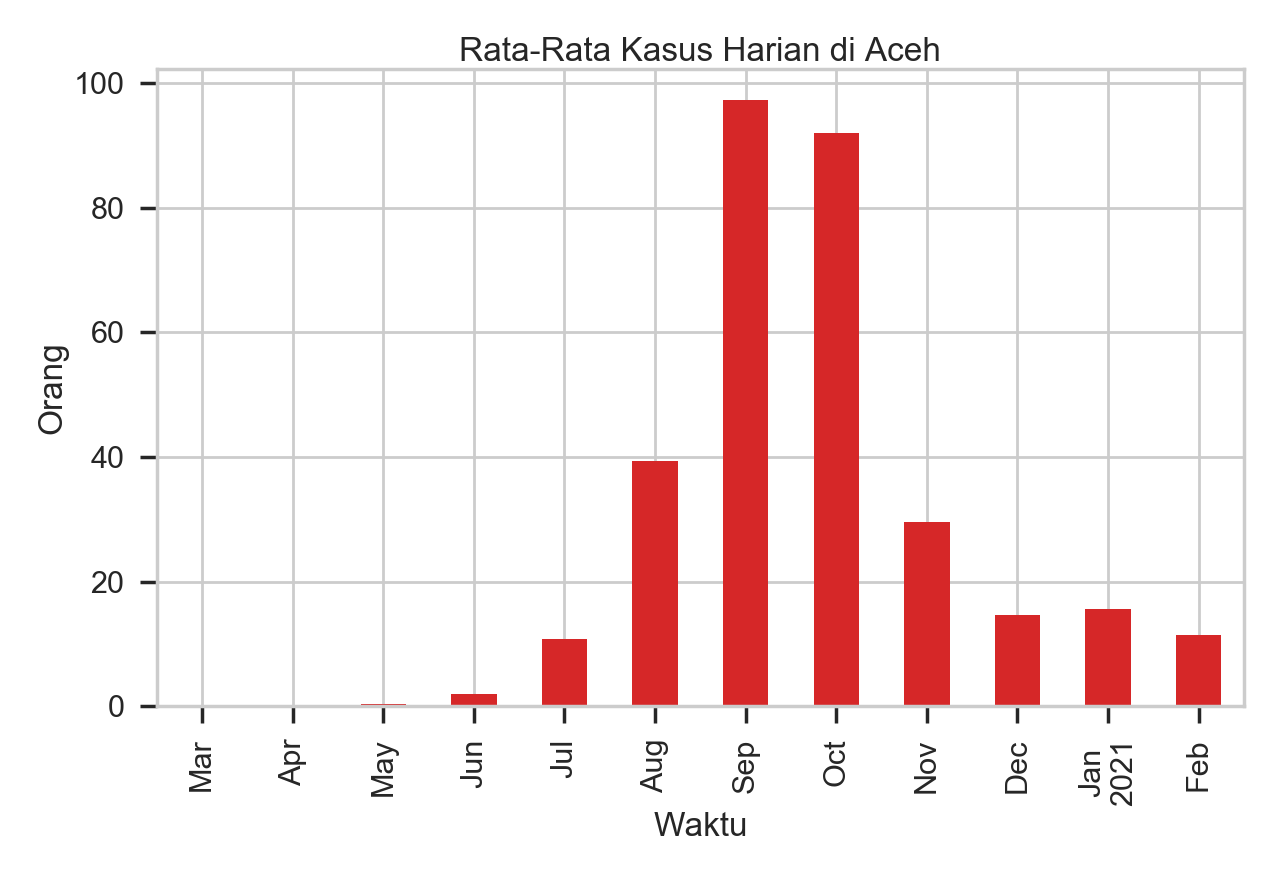 Rata-Rata Kasus Harian di Aceh
100
80
60
40
20
0
Orang
Mar
Apr
May
Jun
Jul
Aug
Sep
Oct
Nov
Dec
Jan
2021
Feb
Waktu